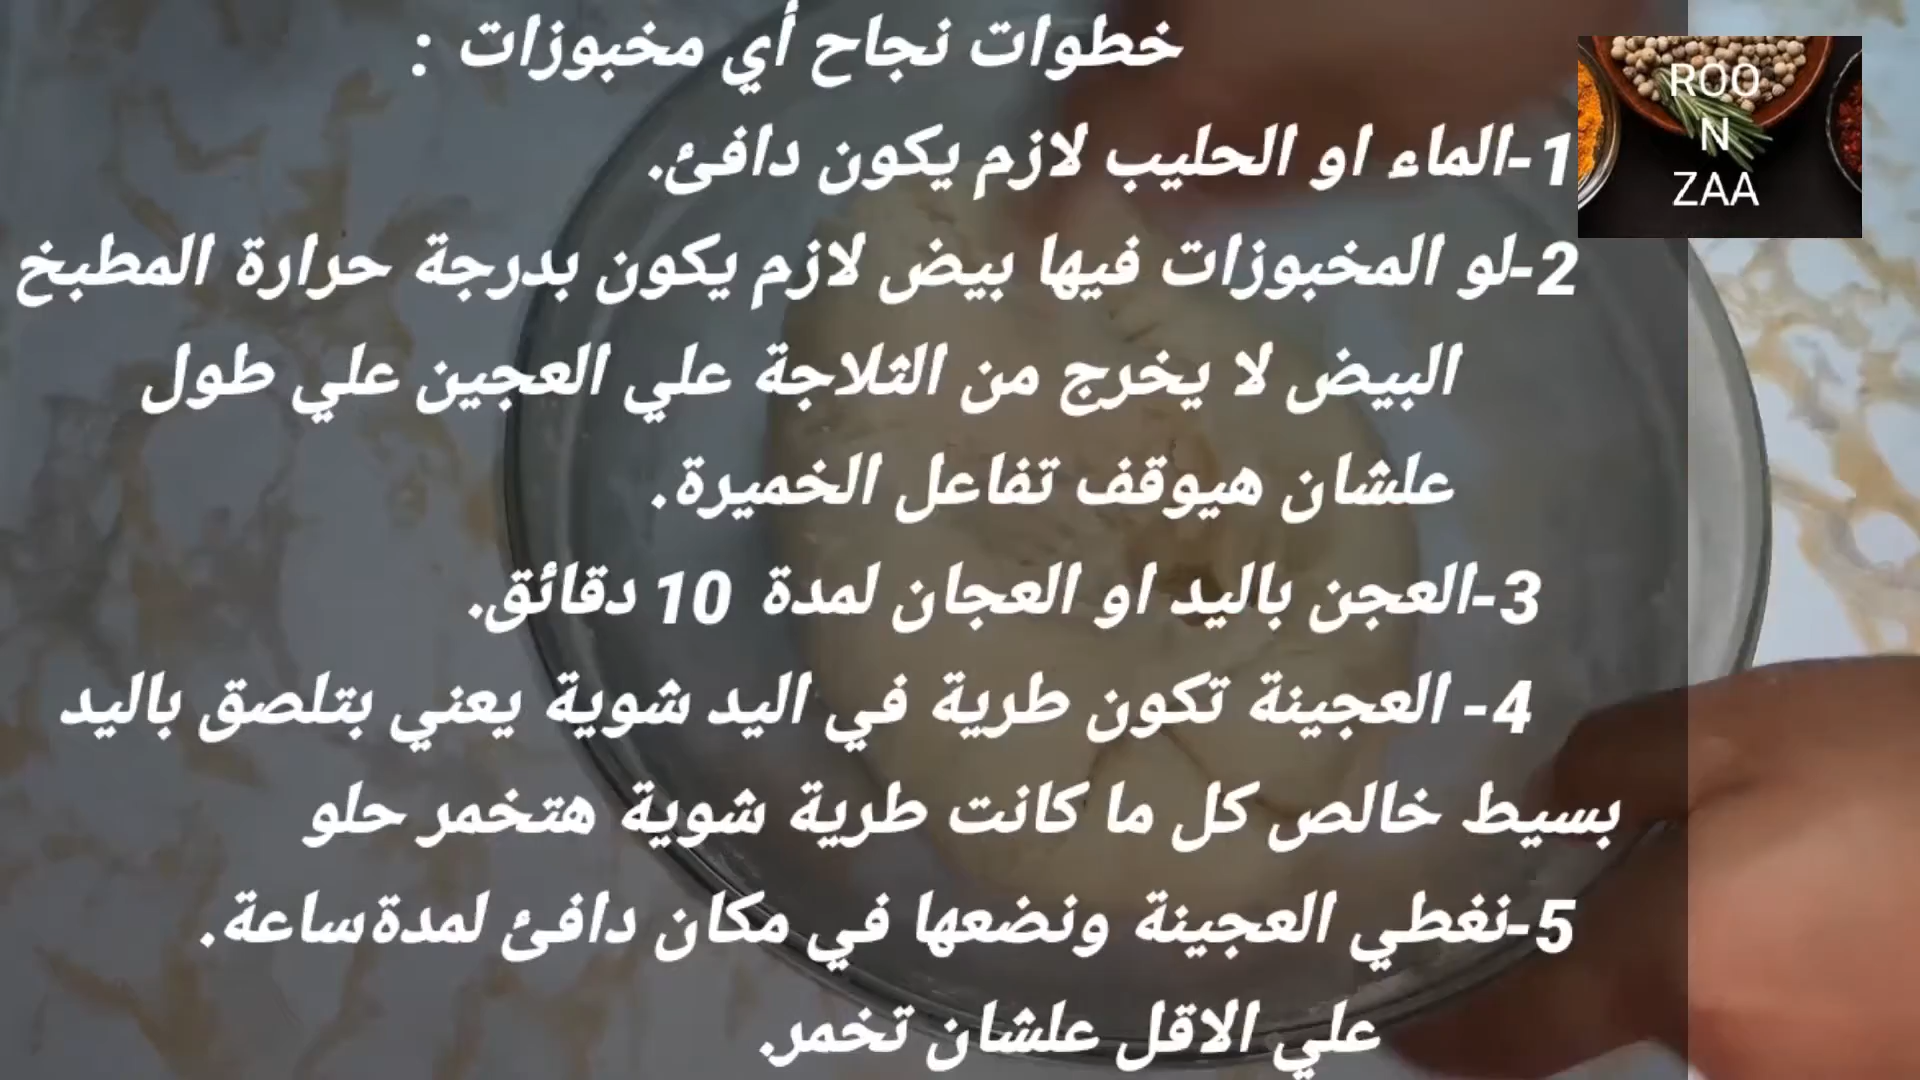 خطوات نجاح أي مخبوزات :
1-الماء او الحليب لازم يكون دافئ.
2-لو المخبوزات فيها بيض لازم يكون بدرجة حرارة المطبخ
البيض لا يخرج من الثلاجة علي العجين علي طول
علشان هيوقف تفاعل الخميرة.
3-العجن باليد او العجان لمدة 10 دقائق.
4- العجينة تكون طرية في اليد شوية يعني بتلصق باليد
بسيط خالص كل ما كانت طرية شوية هتخمر حلو
5-نغطي العجينة ونضعها في مكان دافئ لمدة ساعة.
علي الاقل علشان تخمر.
ROO
N
ZAA